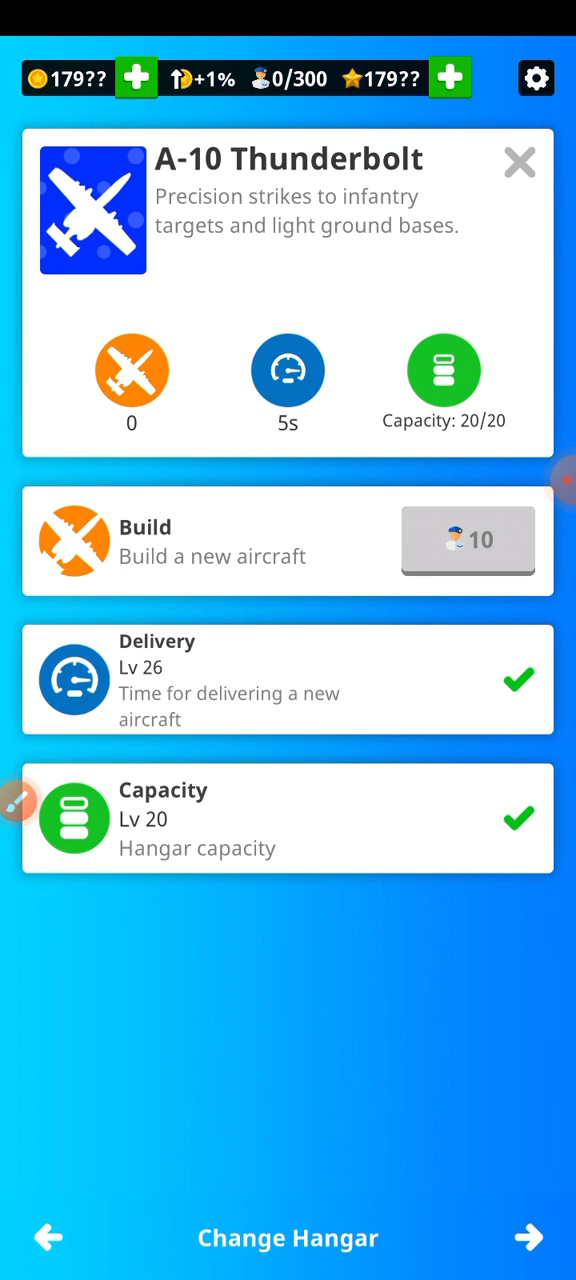 179?? +1% 0/300 179??
A-10 Thunderbolt
Precision strikes to infantry
targets and light ground bases.
0 5s Capacity: 20/20
Build
Build a new aircraft
10
Delivery
Lv 26
Time for delivering a new
aircraft
Capacity
Lv 20
Hangar capacity
Change Hangar